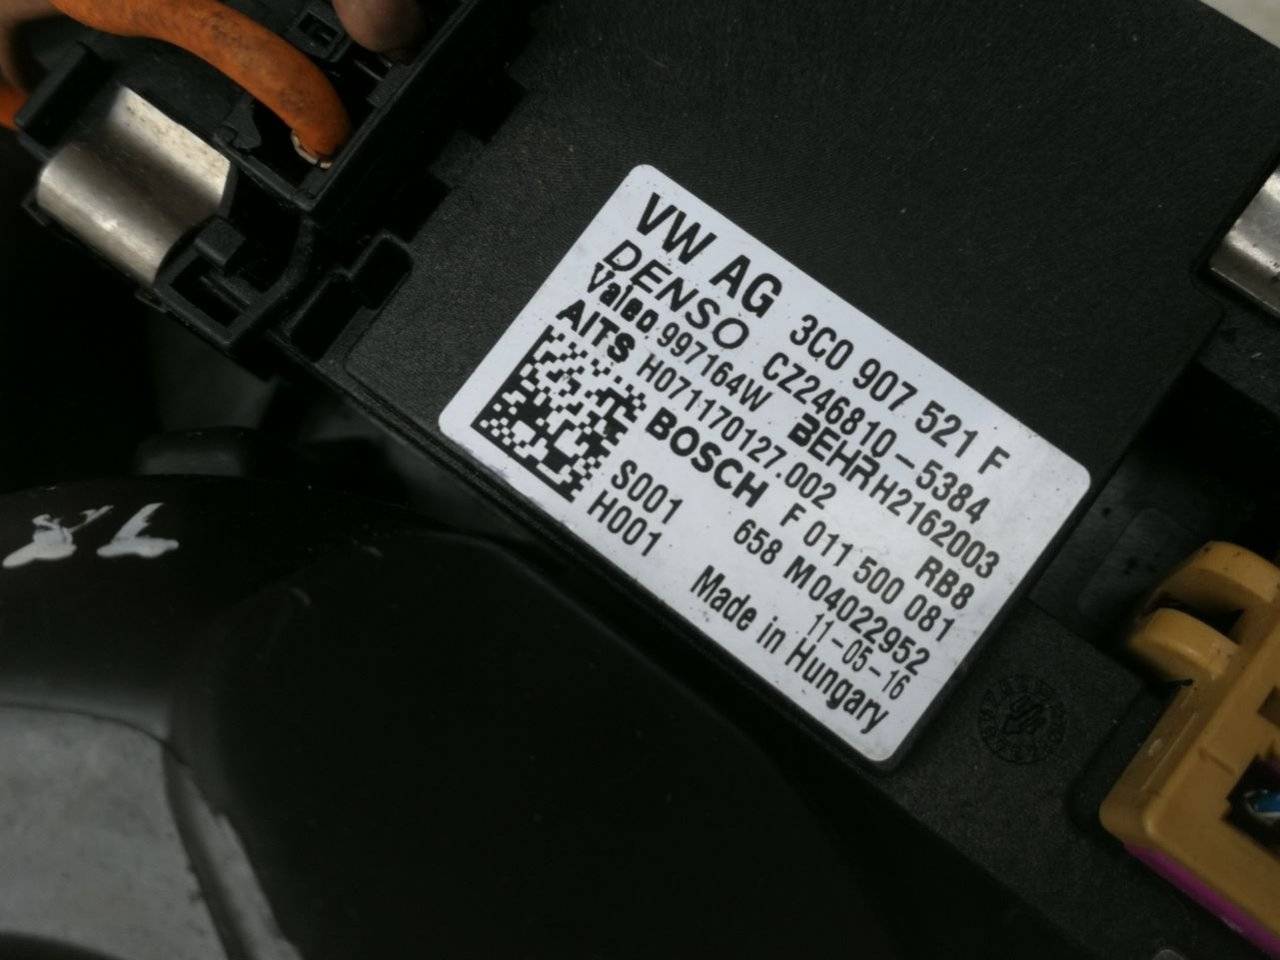 VW AG 3C0 907 521 F
DENSO CZ246810-5384
Valeo 997164W BEHR H2162003
AITS H071170127.002 RB8
BOSCH F 011 500 081
S001 658 M04022952
H001 11-05-16
Made in Hungary